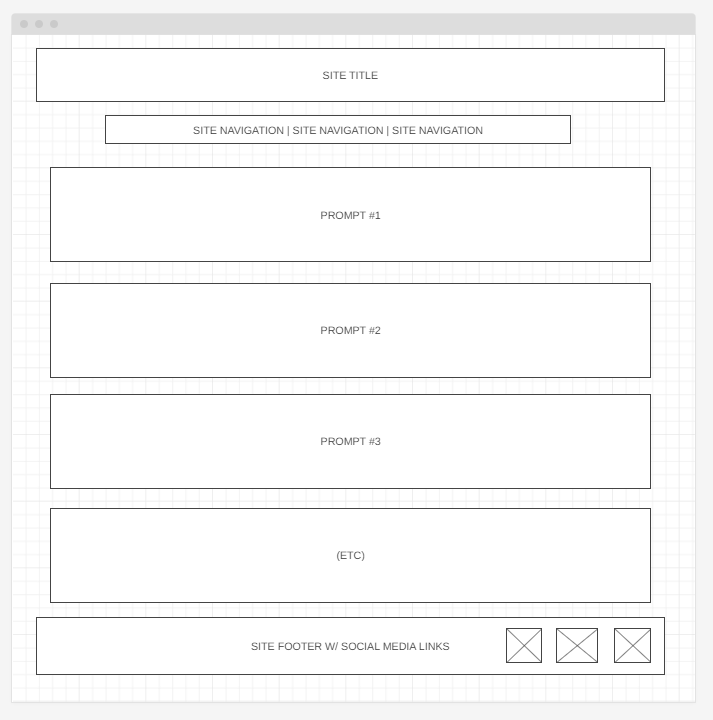 SITE TITLE
SITE NAVIGATION | SITE NAVIGATION | SITE NAVIGATION
PROMPT #1
PROMPT #2
PROMPT #3
(ETC)
SITE FOOTER W/ SOCIAL MEDIA LINKS